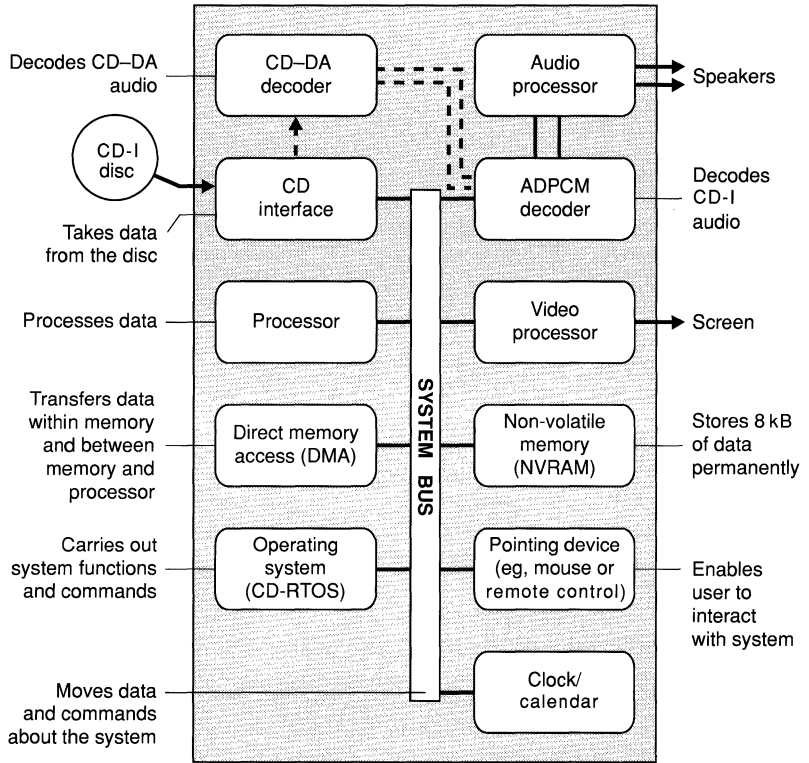 Decodes CD–DA
audio
CD–DA
decoder
Audio
processor
Speakers
CD-I
disc
CD
interface
ADPCM
decoder
Decodes
CD-I
audio
Takes data
from the disc
Processes data
Processor
Video
processor
Screen
SYSTEM BUS
Transfers data
within memory
and between
memory and
processor
Direct memory
access (DMA)
Non-volatile
memory
(NVRAM)
Stores 8 kB
of data
permanently
Carries out
system functions
and commands
Operating
system
(CD-RTOS)
Pointing device
(eg, mouse or
remote control)
Enables
user to
interact
with system
Moves data
and commands
about the system
Clock/
calendar